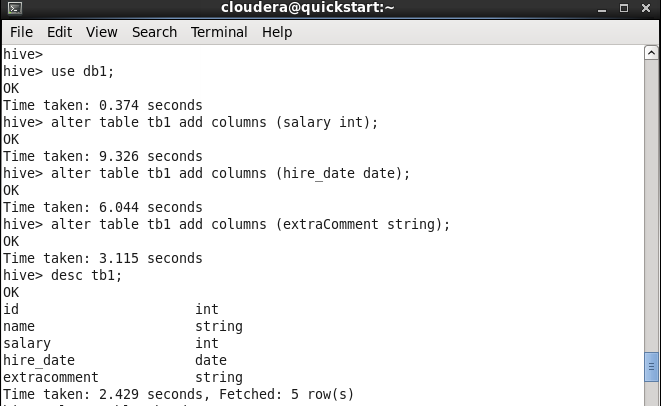 cloudera@quickstart:~
File Edit View Search Terminal Help
hive>
hive> use db1;
OK
Time taken: 0.374 seconds
hive> alter table tb1 add columns (salary int);
OK
Time taken: 9.326 seconds
hive> alter table tb1 add columns (hire_date date);
OK
Time taken: 6.044 seconds
hive> alter table tb1 add columns (extraComment string);
OK
Time taken: 3.115 seconds
hive> desc tb1;
OK
id int
name string
salary int
hire_date date
extracomment string
Time taken: 2.429 seconds, Fetched: 5 row(s)